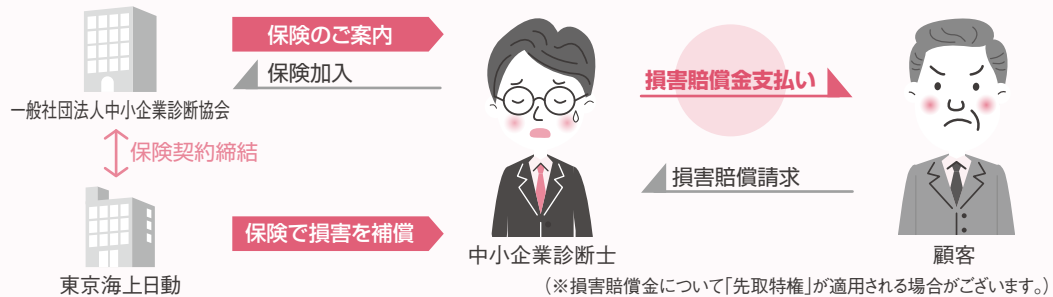 保険のご案内
保険加入
一般社団法人中小企業診断協会
保険契約締結
東京海上日動
保険で損害を補償
中小企業診断士
損害賠償金支払い
損害賠償請求
顧客
(※損害賠償金について「先取特権」が適用される場合がございます。)